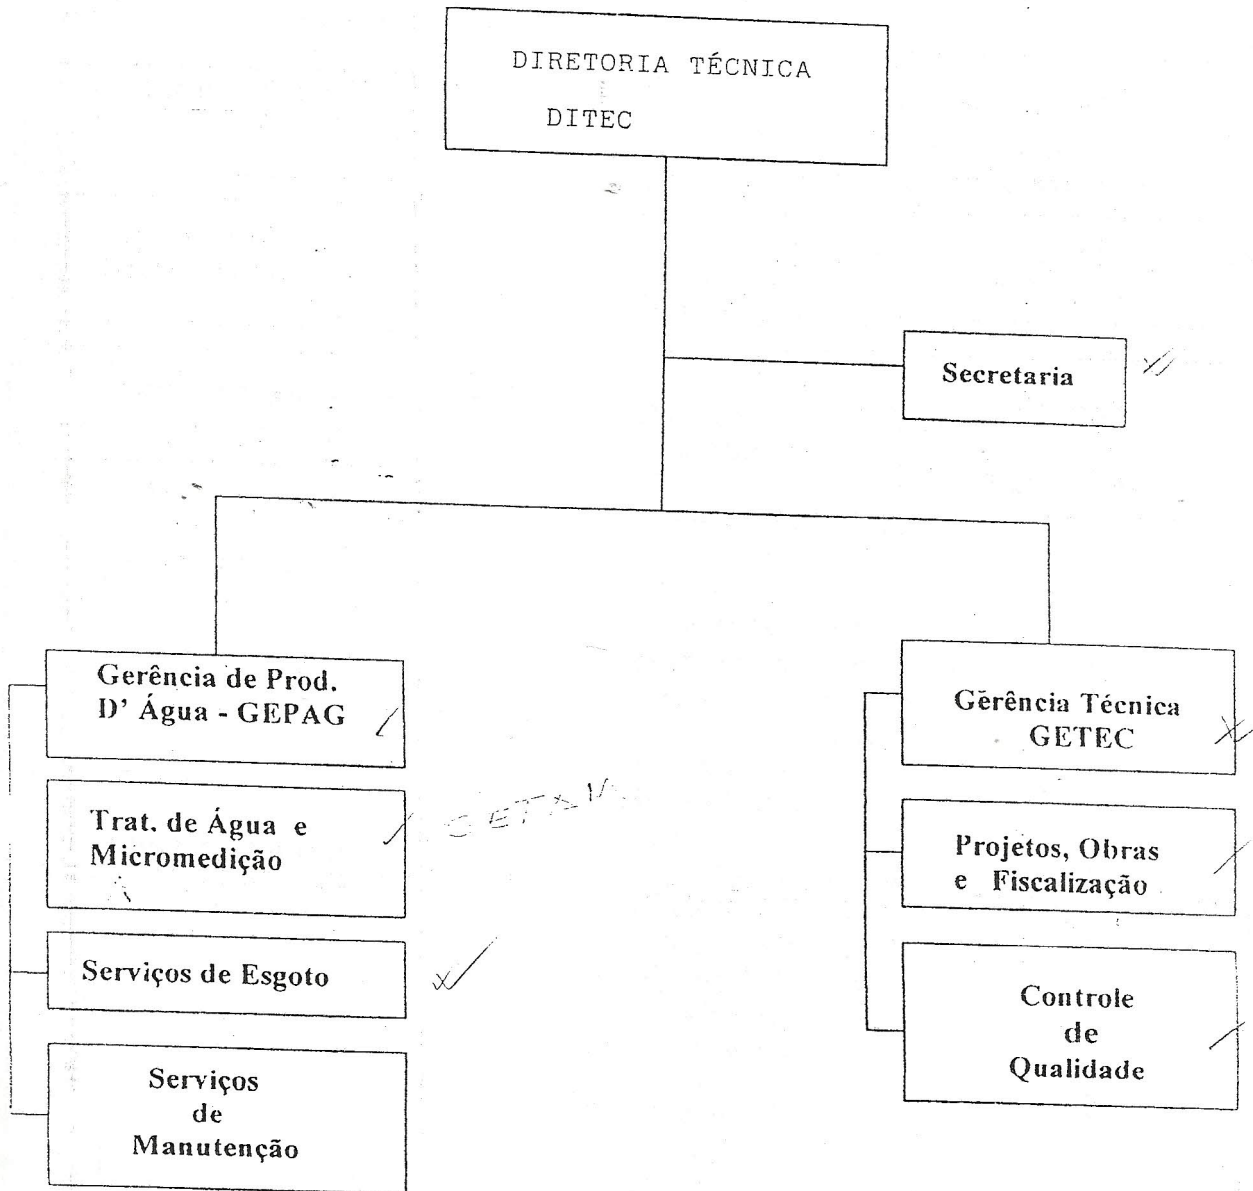 DIRETORIA TÉCNICA
DITEC
Secretaria
Gerência de Prod.
D' Água - GEPAG
Trat. de Água e
Micromedição
Serviços de Esgoto
Serviços
de
Manutenção
Gerência Técnica
GETEC
Projetos, Obras
e Fiscalização
Controle
de
Qualidade